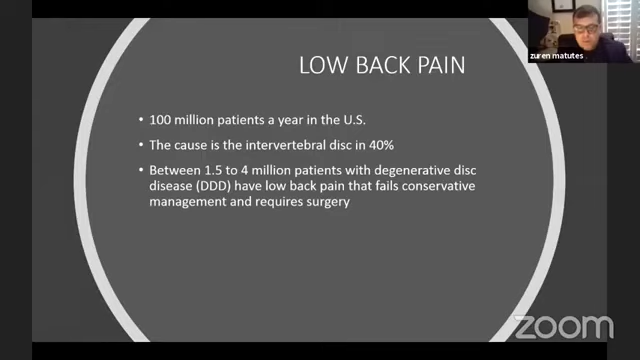 zuren matutes
LOW BACK PAIN
• 100 million patients a year in the U.S.
• The cause is the intervertebral disc in 40%
• Between 1.5 to 4 million patients with degenerative disc
disease (DDD) have low back pain that fails conservative
management and requires surgery
zoom